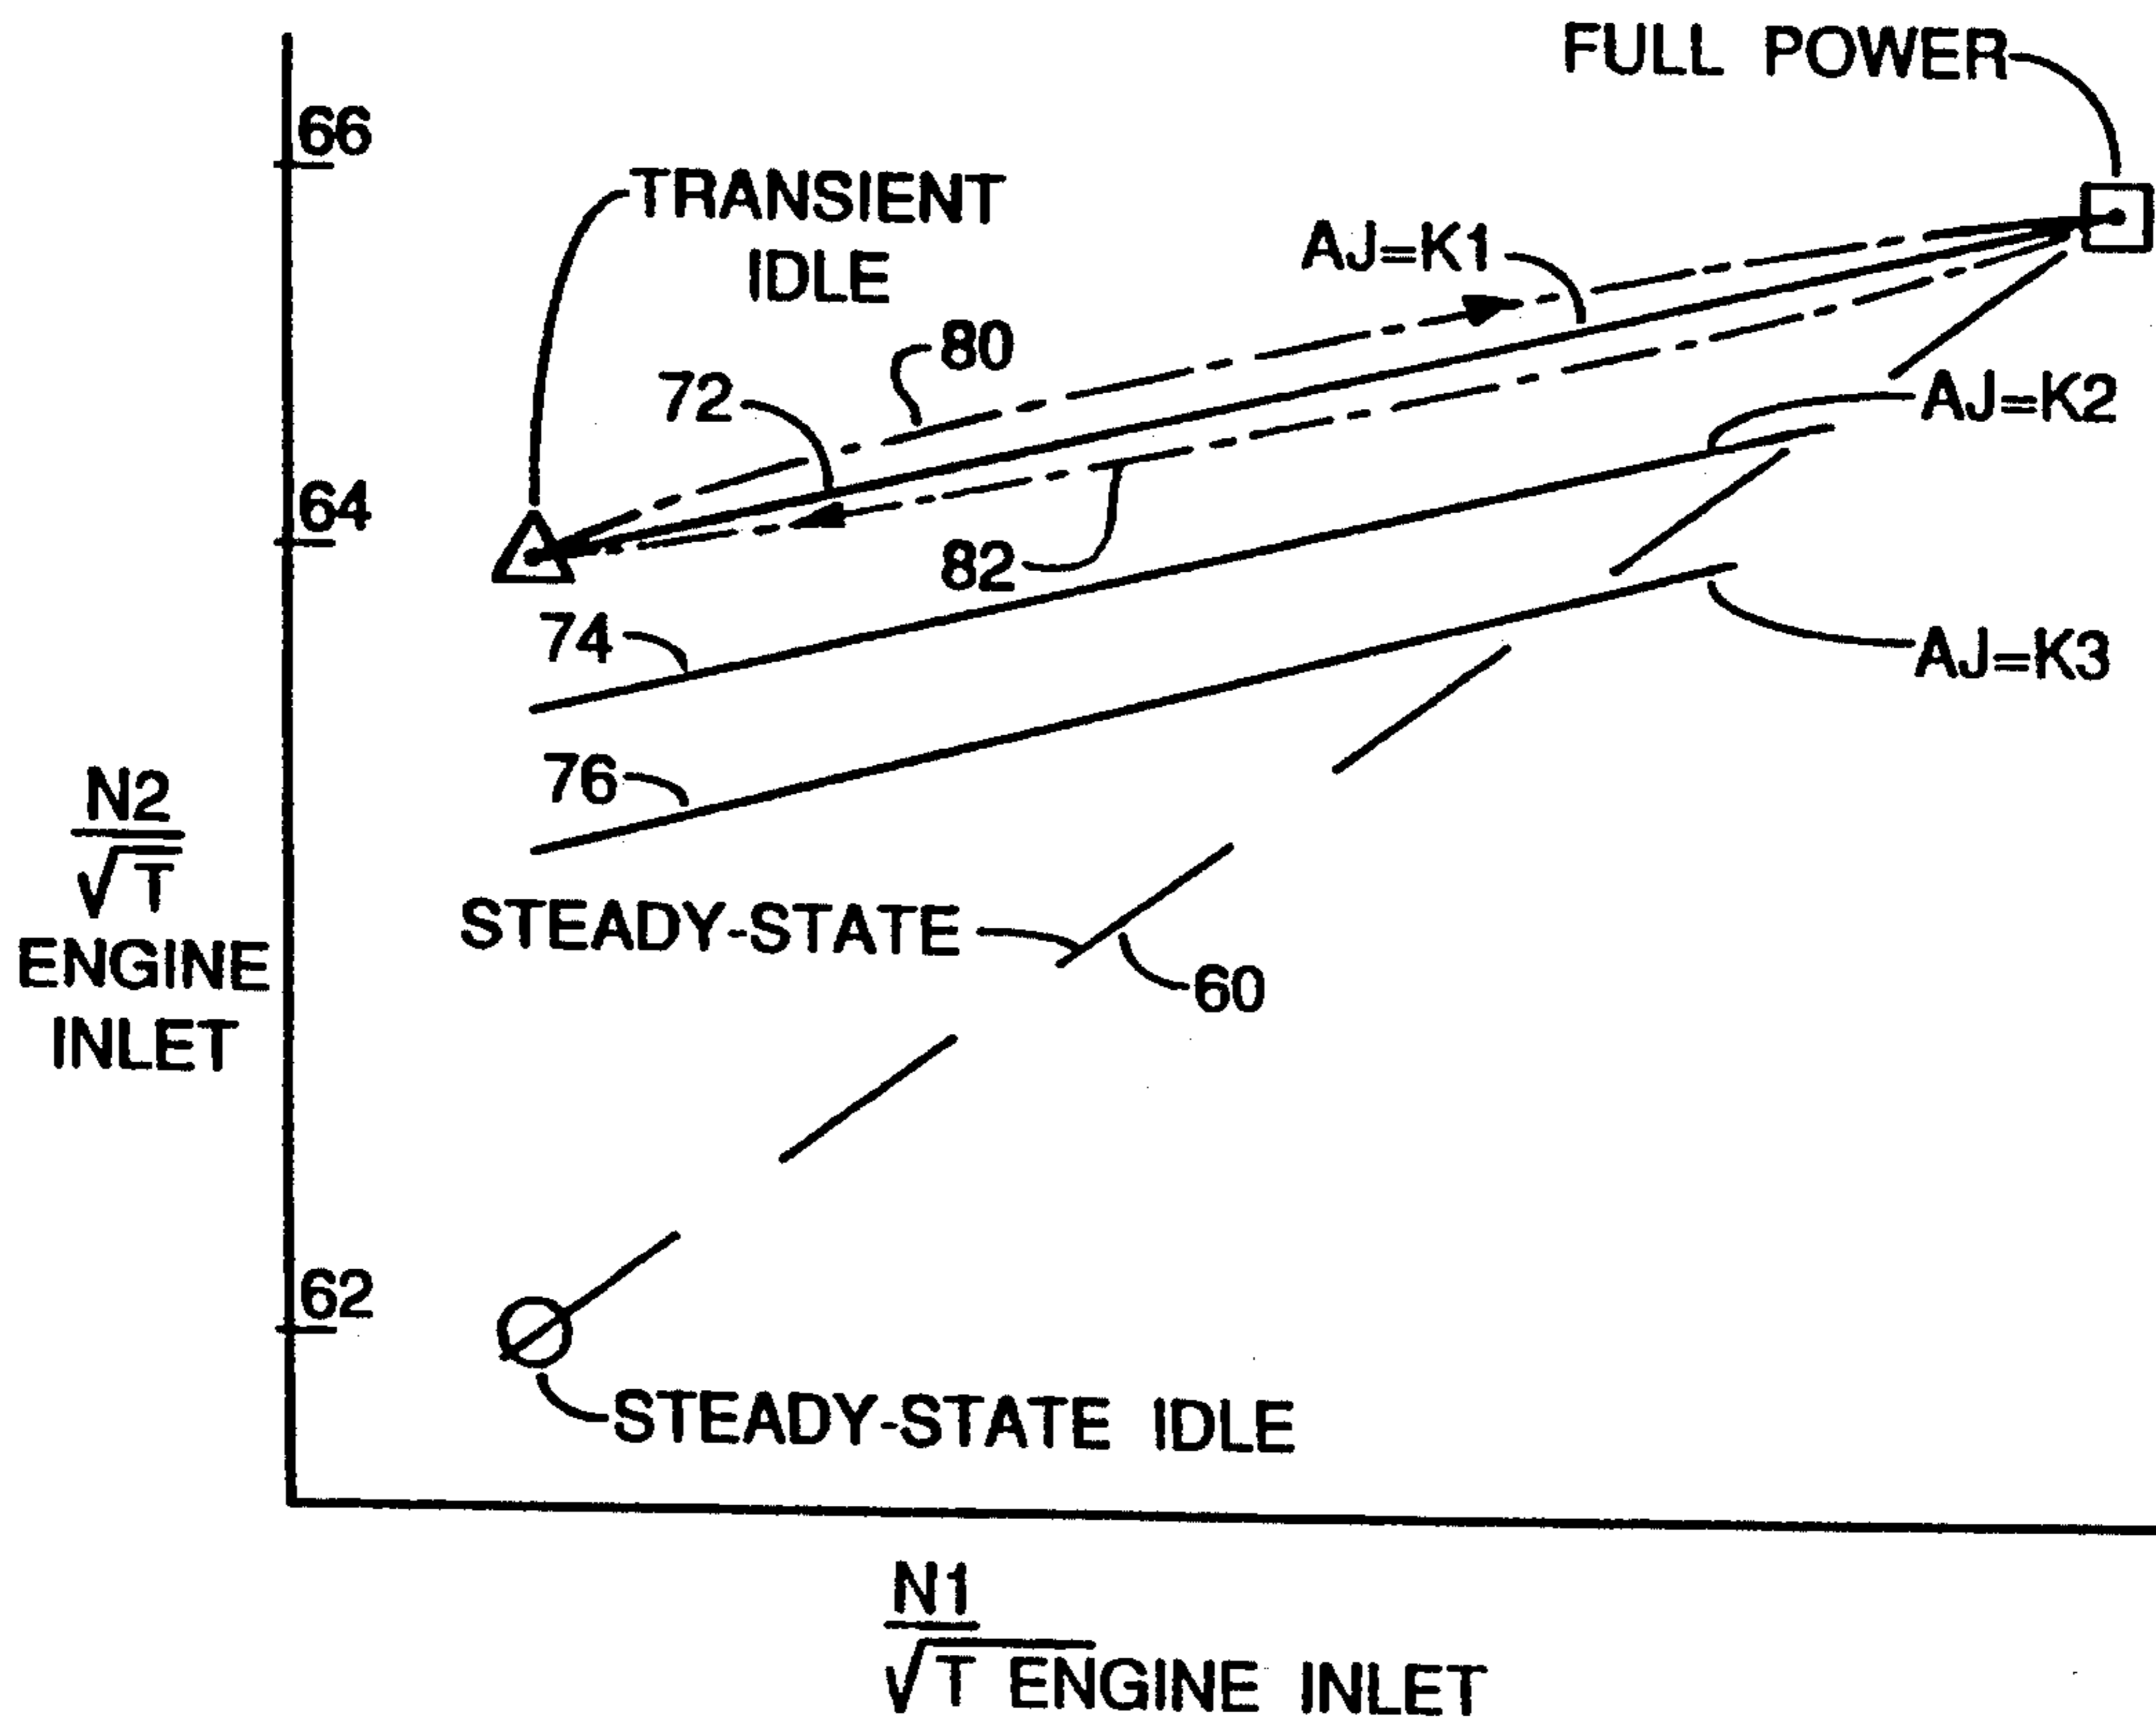 FULL POWER
66
TRANSIENT
IDLE
AJ=K1
80
72
AJ=K2
64
82
74
AJ=K3
76
N2
√T
ENGINE
INLET
STEADY-STATE
60
62
STEADY-STATE IDLE
N1
√T ENGINE INLET